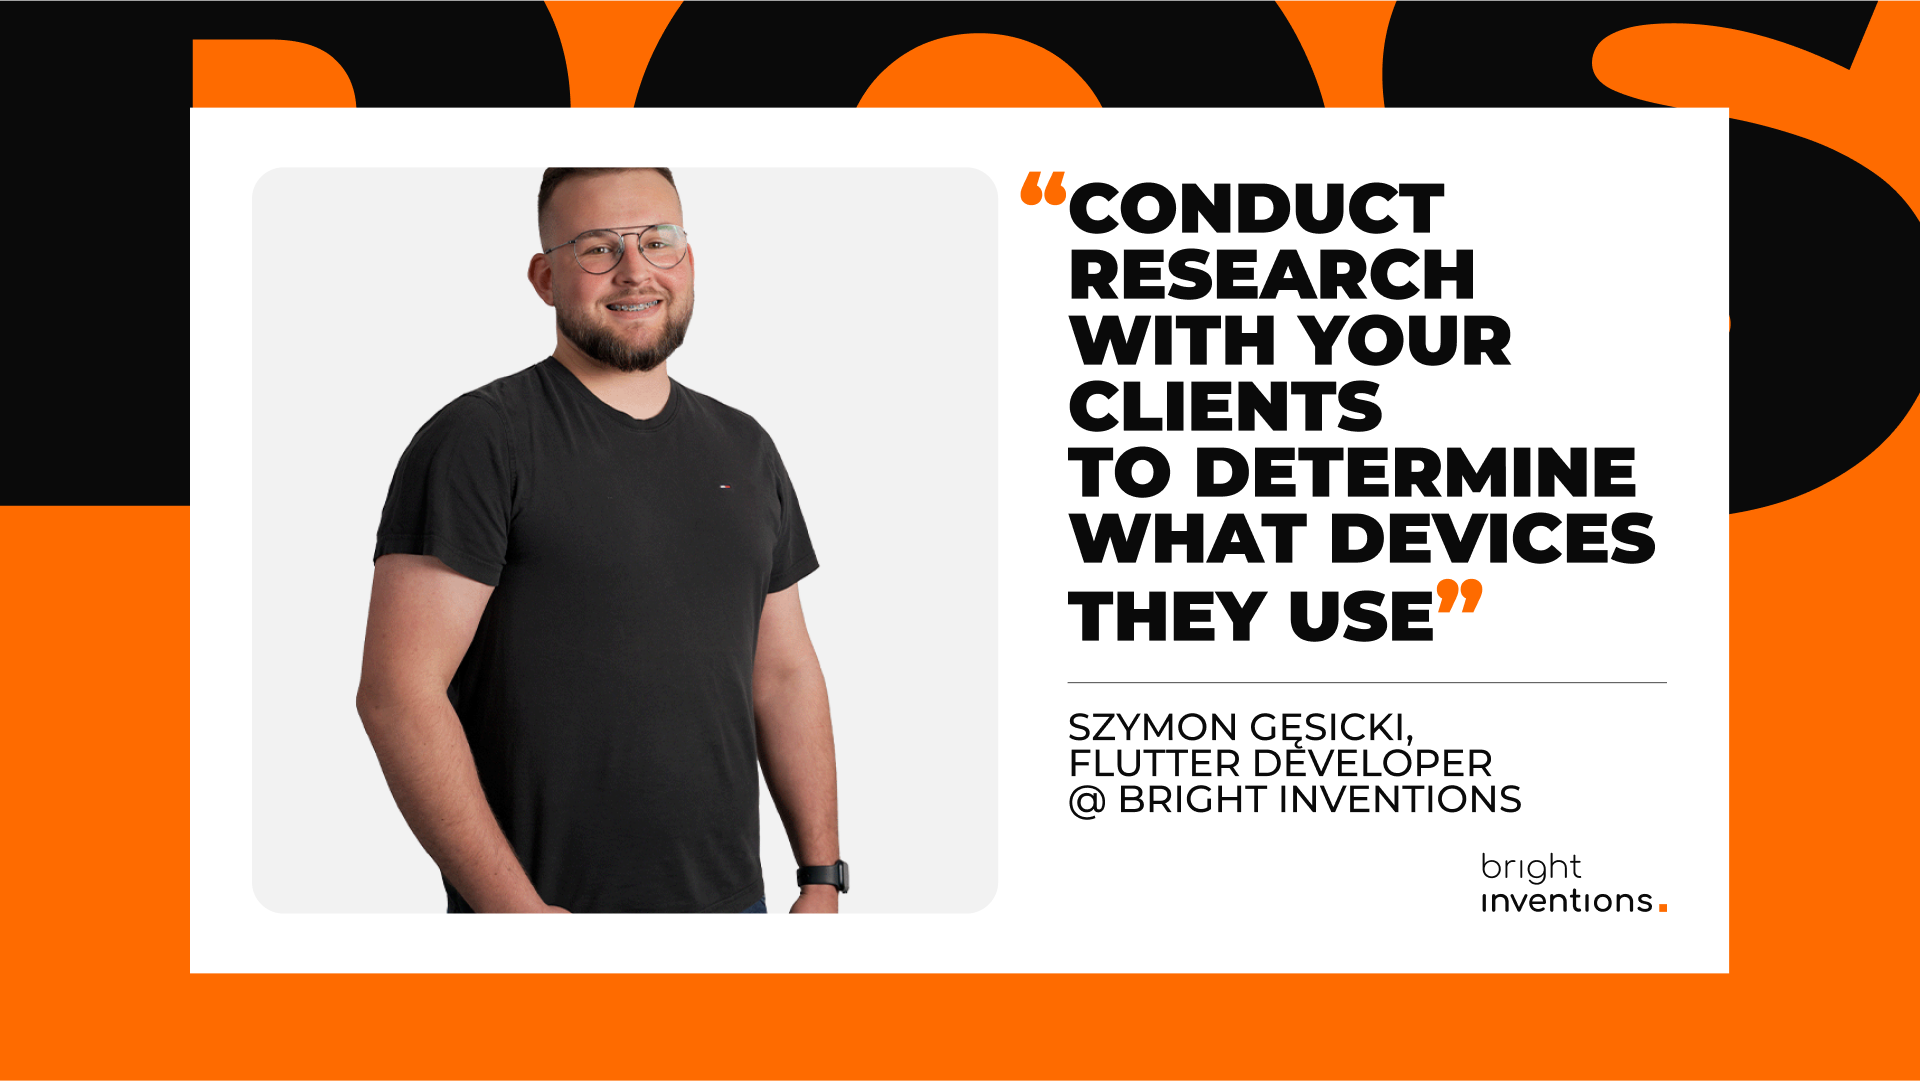 POS
“CONDUCT
RESEARCH
WITH YOUR
CLIENTS
TO DETERMINE
WHAT DEVICES
THEY USE”
SZYMON GĘSICKI,
FLUTTER DEVELOPER
@ BRIGHT INVENTIONS
bright
inventions.